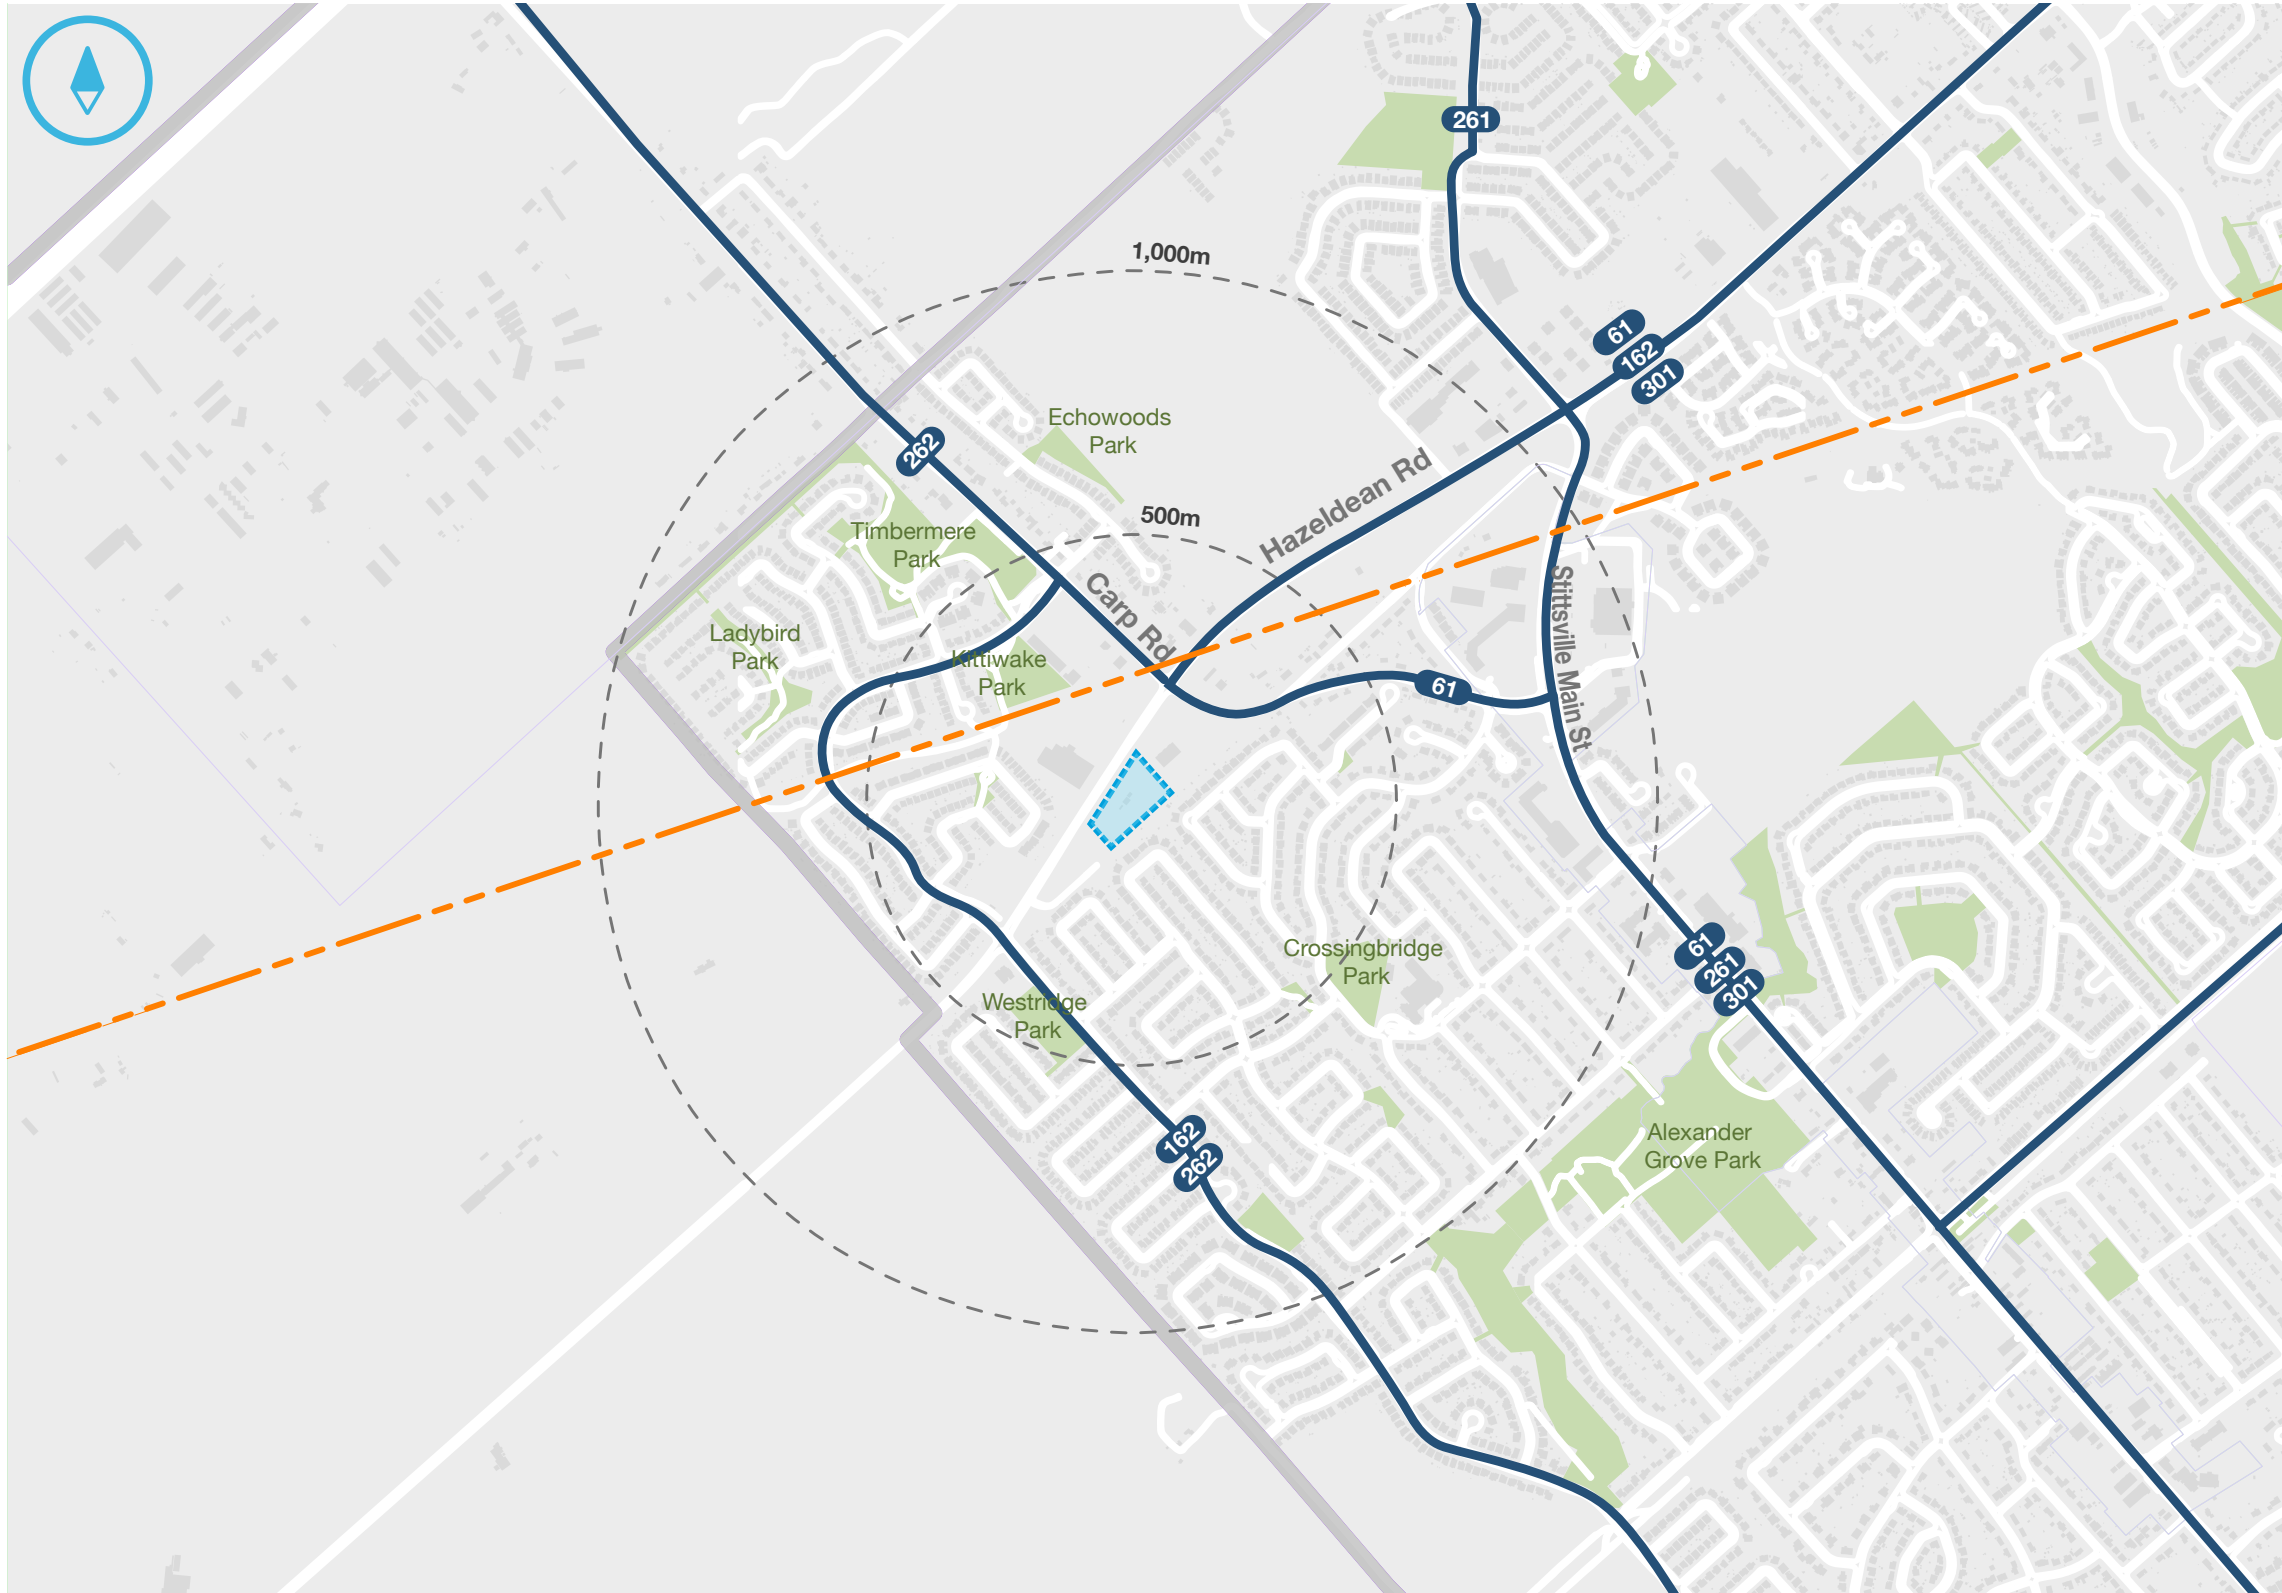 261
1,000m
61
162
301
Echowoods
Park
262
Hazeldean Rd
500m
Timbermere
Park
Carp Rd
Stittsville Main St
Ladybird
Park
Kittiwake
Park
61
Crossingbridge
Park
61
261
301
Westridge
Park
162
262
Alexander
Grove Park